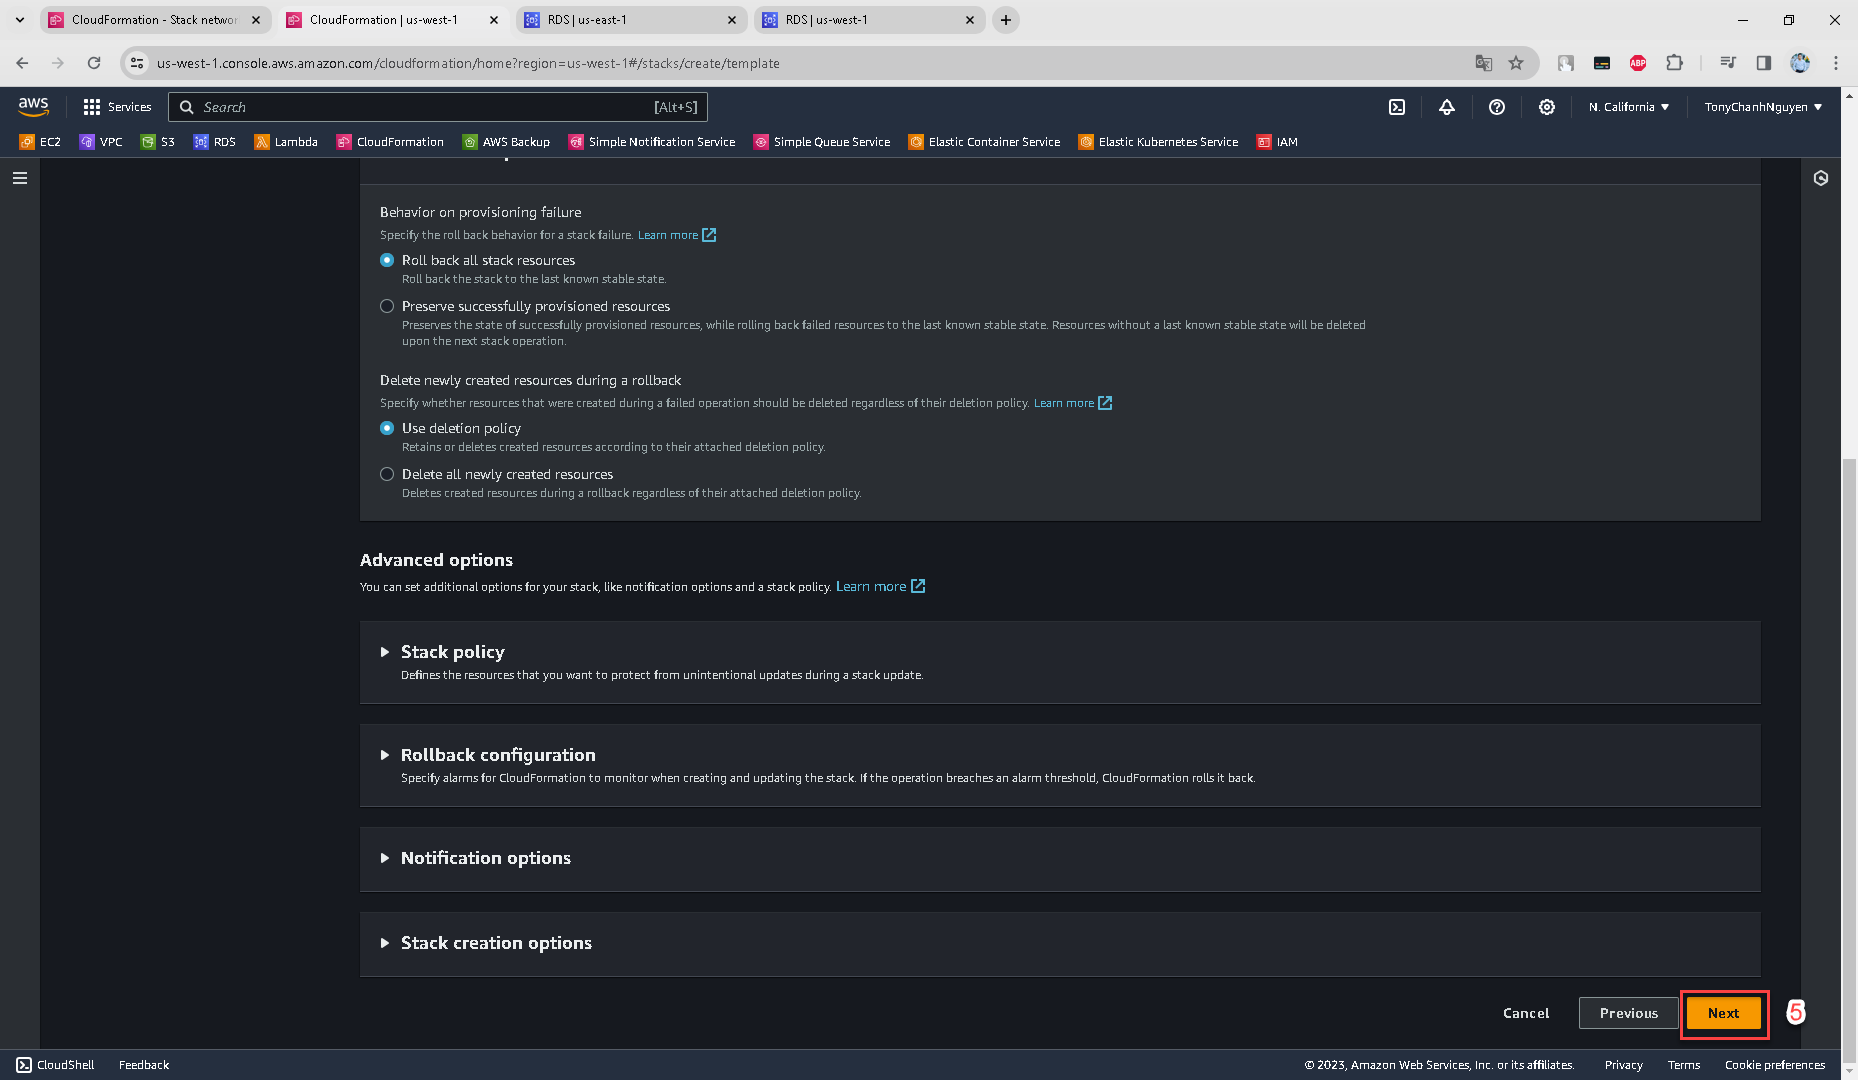 CloudFormation - Stack networ
CloudFormation | us-west-1
RDS | us-east-1
RDS | us-west-1
us-west-1.console.aws.amazon.com/cloudformation/home?region=us-west-1#/stacks/create/template
ABP
aws
Services
Search
[Alt+S]
N. California
TonyChanhNguyen
EC2
VPC
S3
RDS
Lambda
CloudFormation
AWS Backup
Simple Notification Service
Simple Queue Service
Elastic Container Service
Elastic Kubernetes Service
IAM
Behavior on provisioning failure
Specify the roll back behavior for a stack failure. Learn more
Roll back all stack resources
Roll back the stack to the last known stable state.
Preserve successfully provisioned resources
Preserves the state of successfully provisioned resources, while rolling back failed resources to the last known stable state. Resources without a last known stable state will be deleted
upon the next stack operation.
Delete newly created resources during a rollback
Specify whether resources that were created during a failed operation should be deleted regardless of their deletion policy. Learn more
Use deletion policy
Retains or deletes created resources according to their attached deletion policy.
Delete all newly created resources
Deletes created resources during a rollback regardless of their attached deletion policy.
Advanced options
You can set additional options for your stack, like notification options and a stack policy. Learn more
Stack policy
Defines the resources that you want to protect from unintentional updates during a stack update.
Rollback configuration
Specify alarms for CloudFormation to monitor when creating and updating the stack. If the operation breaches an alarm threshold, CloudFormation rolls it back.
Notification options
Stack creation options
Cancel
Previous
Next
5
CloudShell
Feedback
© 2023, Amazon Web Services, Inc. or its affiliates.
Privacy
Terms
Cookie preferences